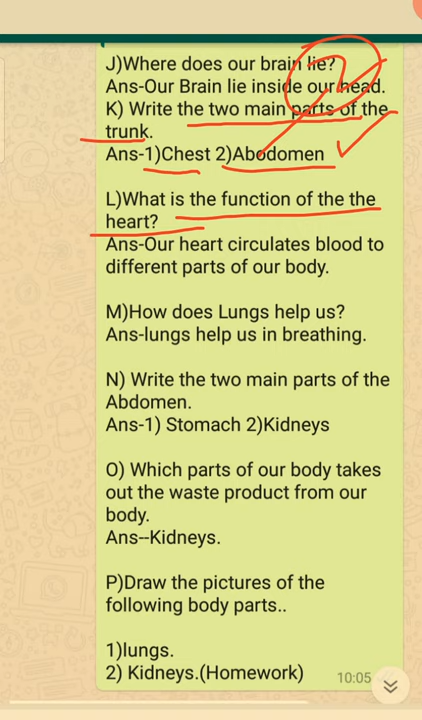 J)Where does our brain lie?
Ans-Our Brain lie inside our head.
K) Write the two main parts of the
trunk.
Ans-1)Chest 2)Abodomen
L)What is the function of the the
heart?
Ans-Our heart circulates blood to
different parts of our body.
M)How does Lungs help us?
Ans-lungs help us in breathing.
N) Write the two main parts of the
Abdomen.
Ans-1) Stomach 2)Kidneys
O) Which parts of our body takes
out the waste product from our
body.
Ans--Kidneys.
P)Draw the pictures of the
following body parts..
1)lungs.
2) Kidneys.(Homework)
10:05